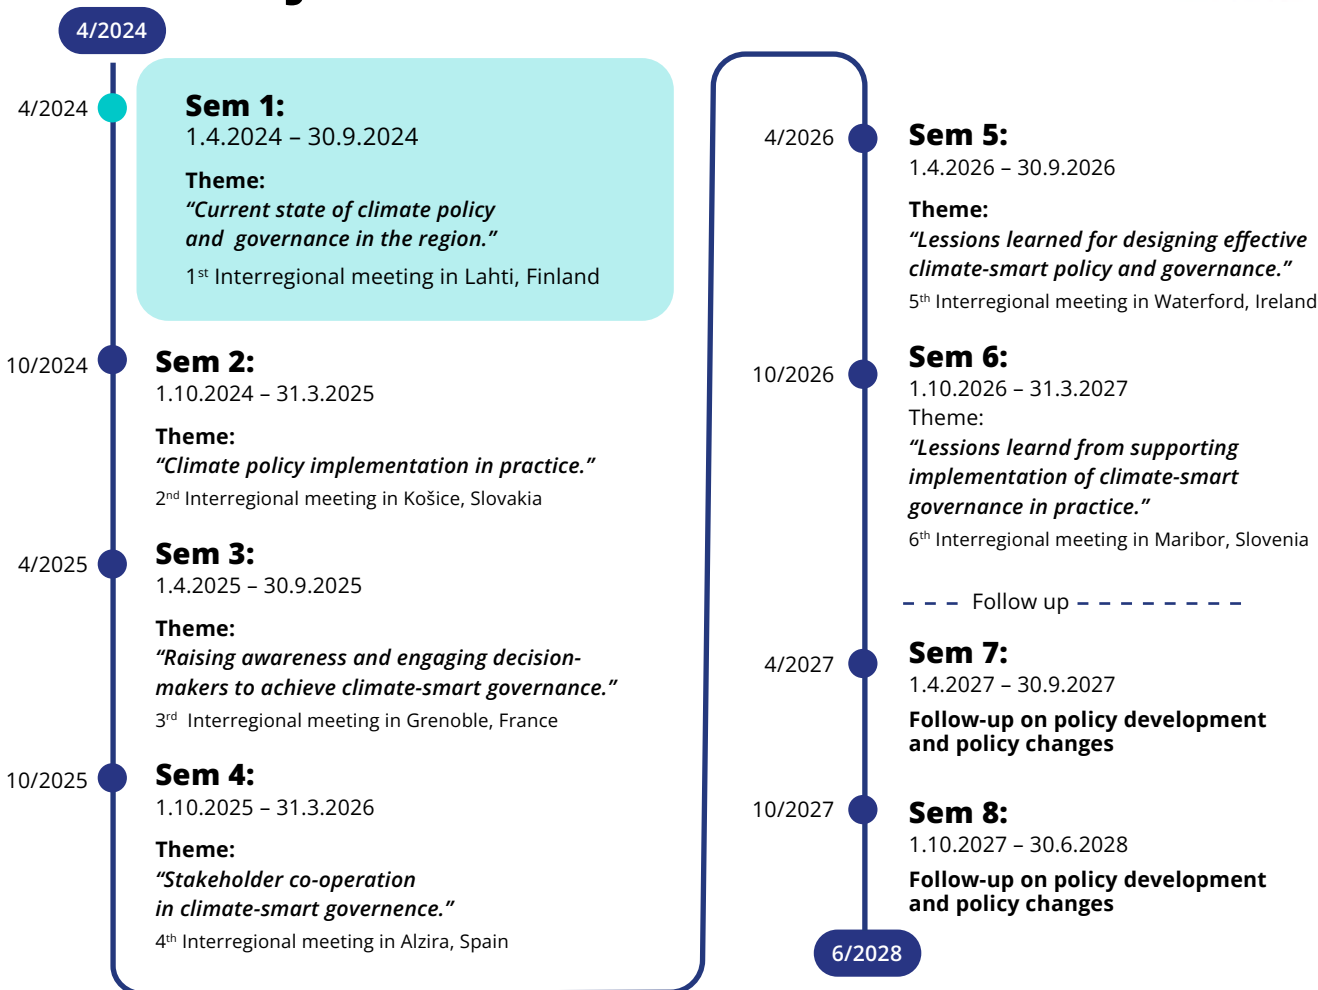 4/2024
4/2024
Sem 1:
1.4.2024 – 30.9.2024
Theme:
“Current state of climate policy
and governance in the region.”
1st Interregional meeting in Lahti, Finland
10/2024
Sem 2:
1.10.2024 – 31.3.2025
Theme:
“Climate policy implementation in practice.”
2nd Interregional meeting in Košice, Slovakia
4/2025
Sem 3:
1.4.2025 – 30.9.2025
Theme:
“Raising awareness and engaging decision-
makers to achieve climate-smart governance.”
3rd Interregional meeting in Grenoble, France
10/2025
Sem 4:
1.10.2025 – 31.3.2026
Theme:
“Stakeholder co-operation
in climate-smart governence.”
4th Interregional meeting in Alzira, Spain
4/2026
Sem 5:
1.4.2026 – 30.9.2026
Theme:
“Lessions learned for designing effective
climate-smart policy and governance.”
5th Interregional meeting in Waterford, Ireland
10/2026
Sem 6:
1.10.2026 – 31.3.2027
Theme:
“Lessions learnd from supporting
implementation of climate-smart
governance in practice.”
6th Interregional meeting in Maribor, Slovenia
Follow up
4/2027
Sem 7:
1.4.2027 – 30.9.2027
Follow-up on policy development
and policy changes
10/2027
Sem 8:
1.10.2027 – 30.6.2028
Follow-up on policy development
and policy changes
6/2028